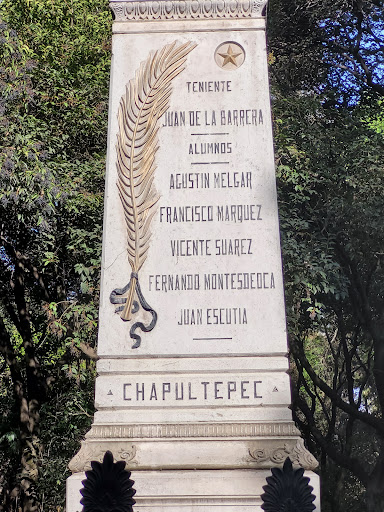 TENIENTE
JUAN DE LA BARRERA
ALUMNOS
AGUSTIN MELGAR
FRANCISCO MARQUEZ
VICENTE SUAREZ
FERNANDO MONTESDEOCA
JUAN ESCUTIA
CHAPULTEPEC